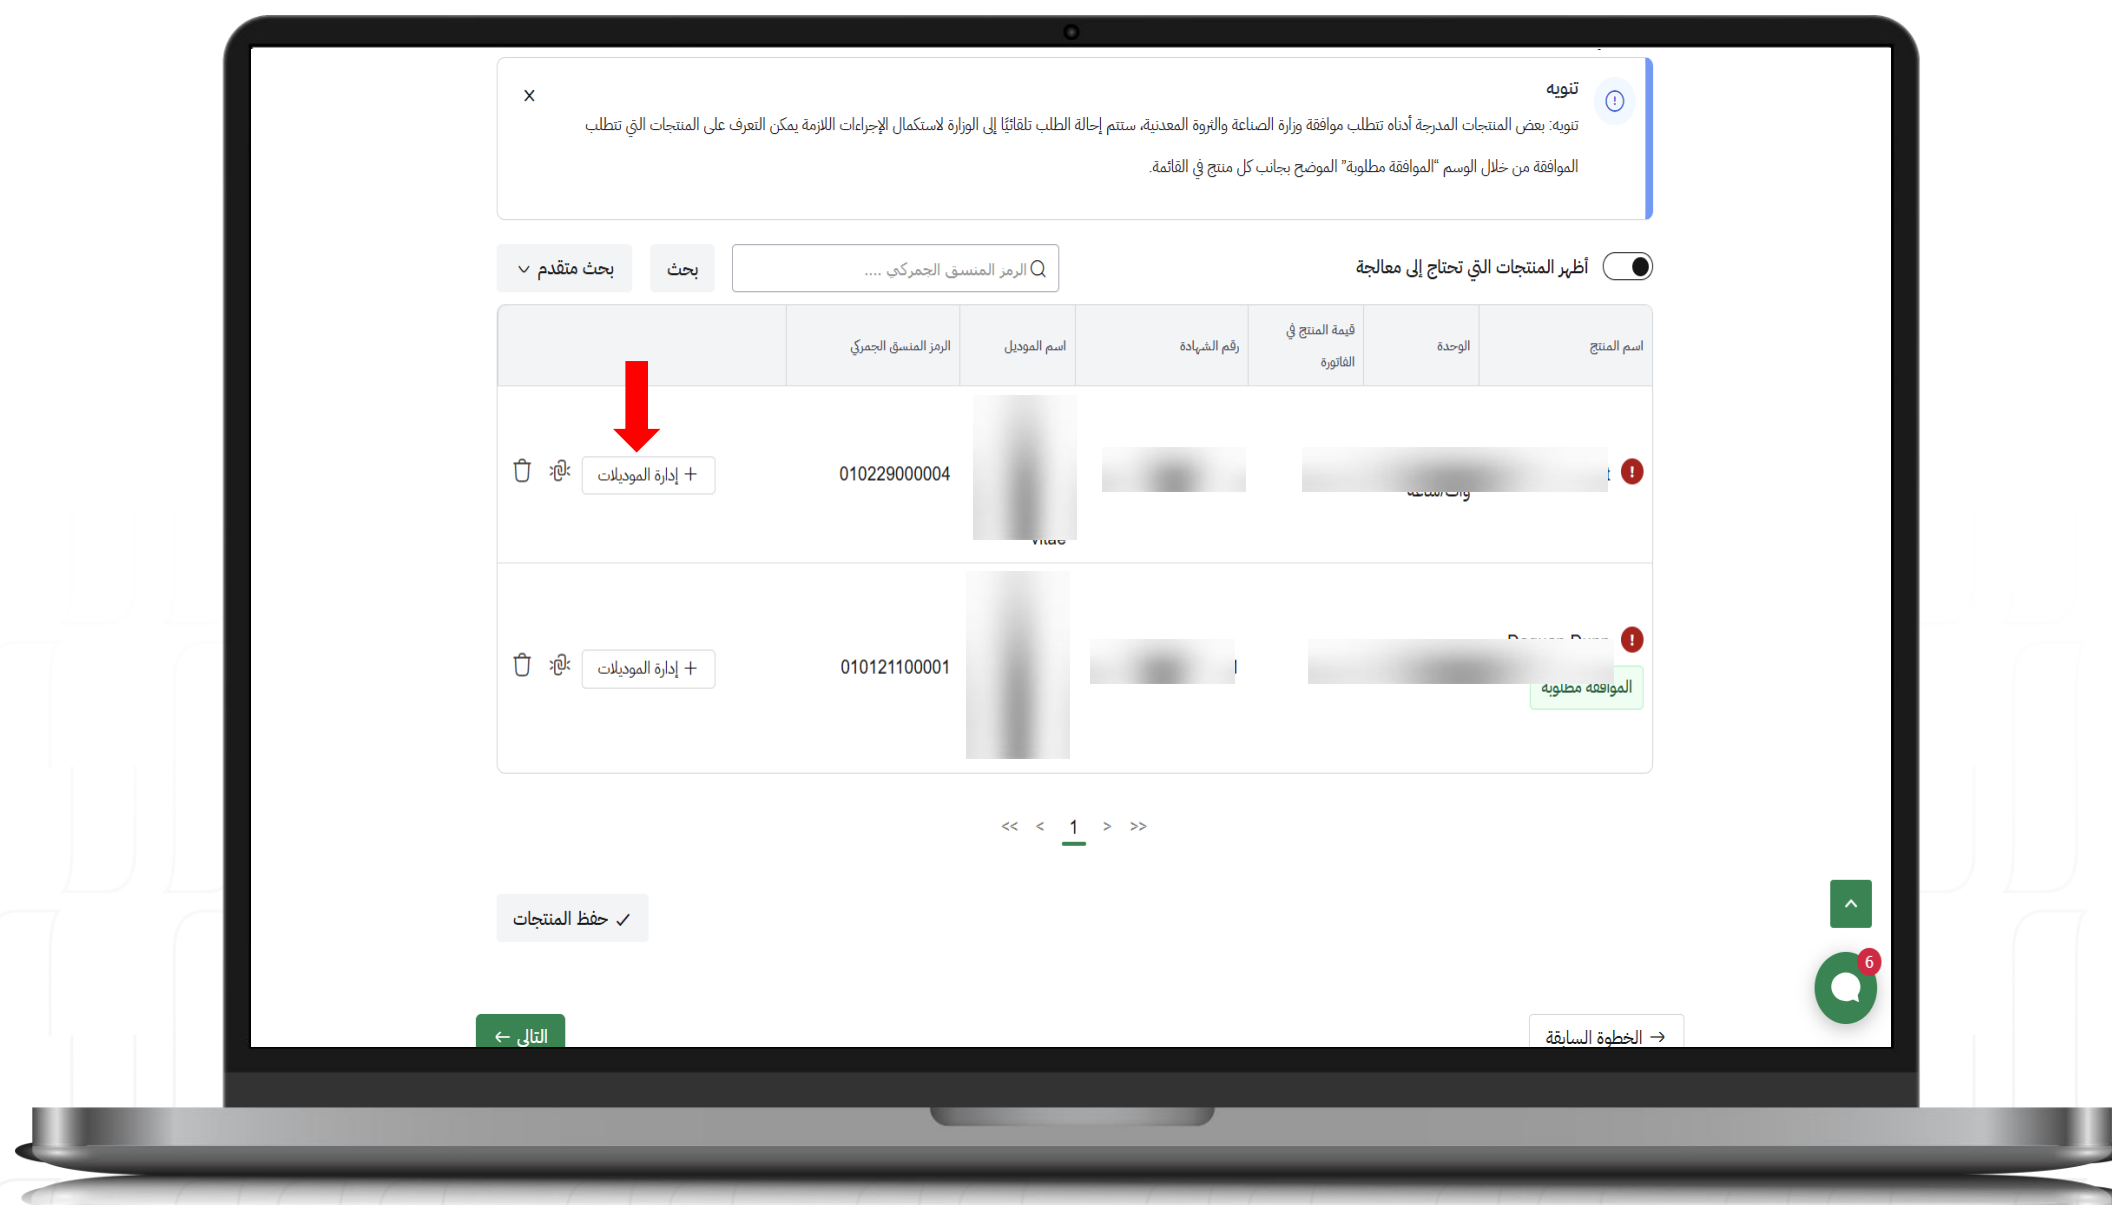 تنويه
X
تنويه: بعض المنتجات المدرجة أدناه تتطلب موافقة وزارة الصناعة والثروة المعدنية، ستتم إحالة الطلب تلقائيًا إلى الوزارة لاستكمال الإجراءات اللازمة يمكن التعرف على المنتجات التي تتطلب
الموافقة من خلال الوسم "الموافقة مطلوبة" الموضح بجانب كل منتج في القائمة.
أظهر المنتجات التي تحتاج إلى معالجة
الرمز المنسق الجمركي ....
بحث
بحث متقدم
اسم المنتج
الوحدة
قيمة المنتج في
الفاتورة
رقم الشهادة
اسم الموديل
الرمز المنسق الجمركي
010229000004
+ إدارة الموديلات
الموافقة مطلوبة
010121100001
+ إدارة الموديلات
<< < 1 > >>
✓ حفظ المنتجات
6
→ الخطوة السابقة
التالي ←